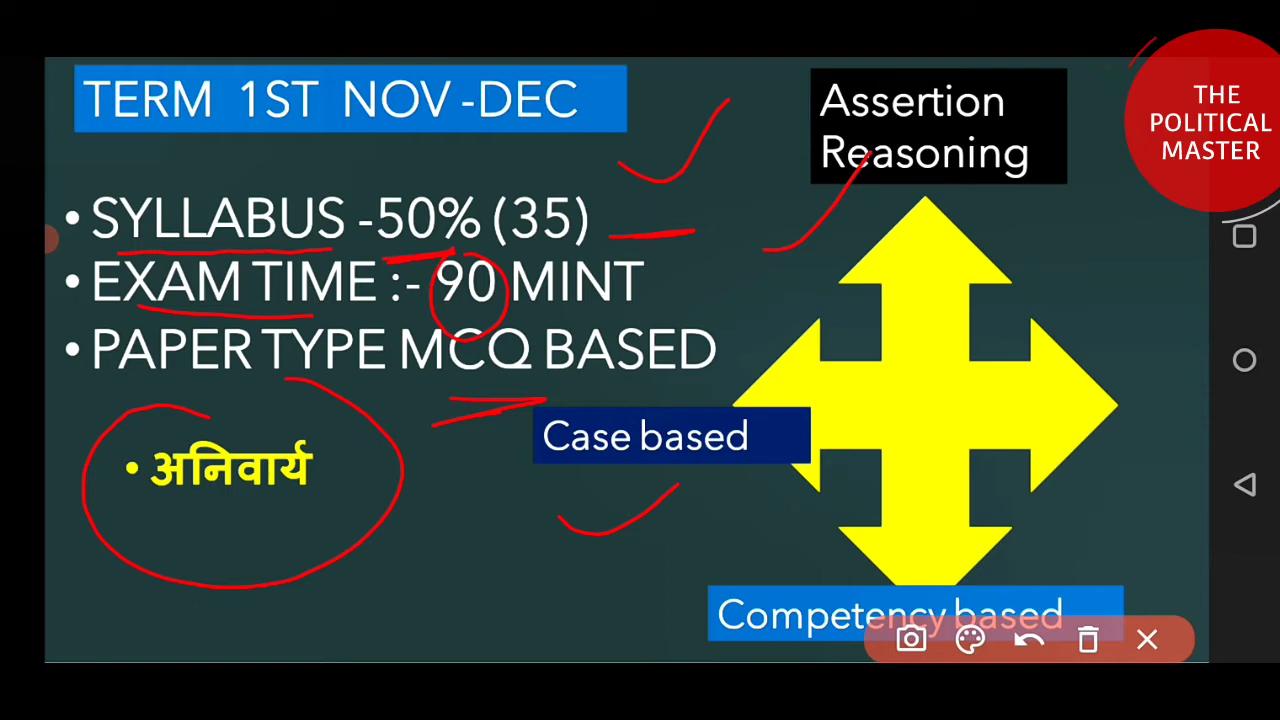 TERM 1ST NOV -DEC
Assertion
Reasoning
THE
POLITICAL
MASTER
• SYLLABUS -50% (35)
• EXAM TIME :- 90 MINT
• PAPER TYPE MCQ BASED
Case based
• अनिवार्य
Competency based